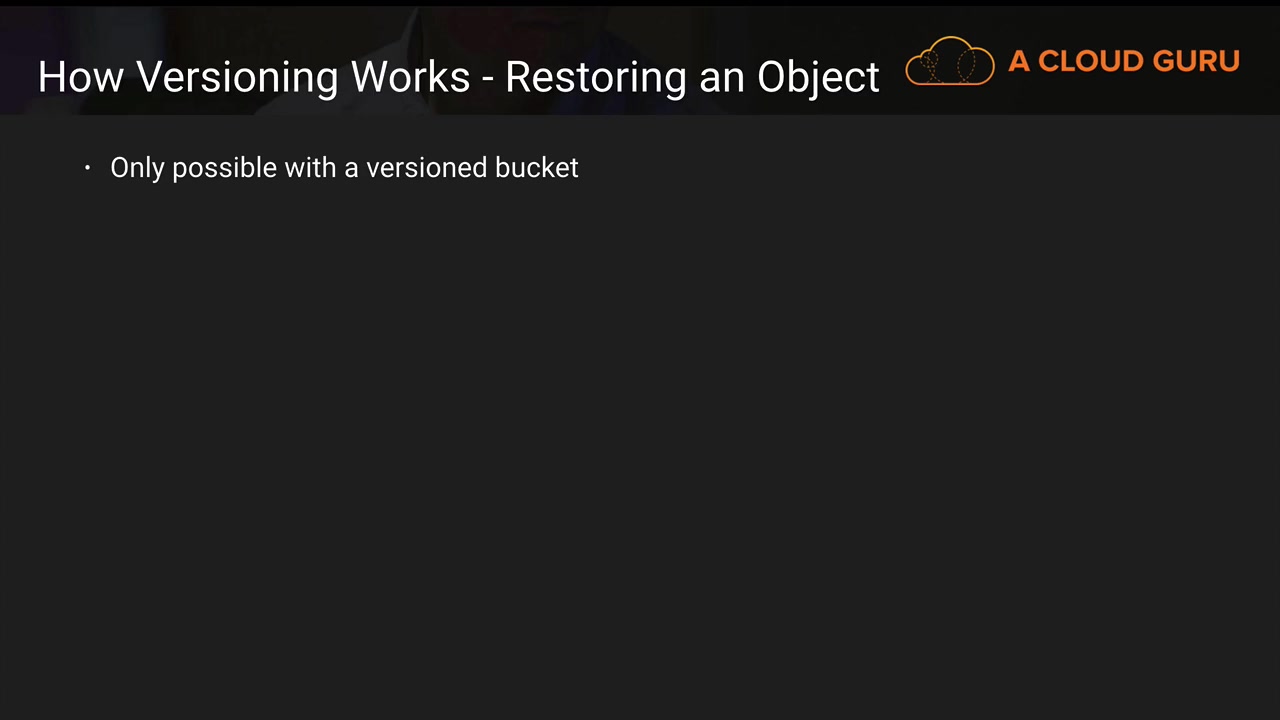 How Versioning Works - Restoring an Object
A CLOUD GURU
· Only possible with a versioned bucket